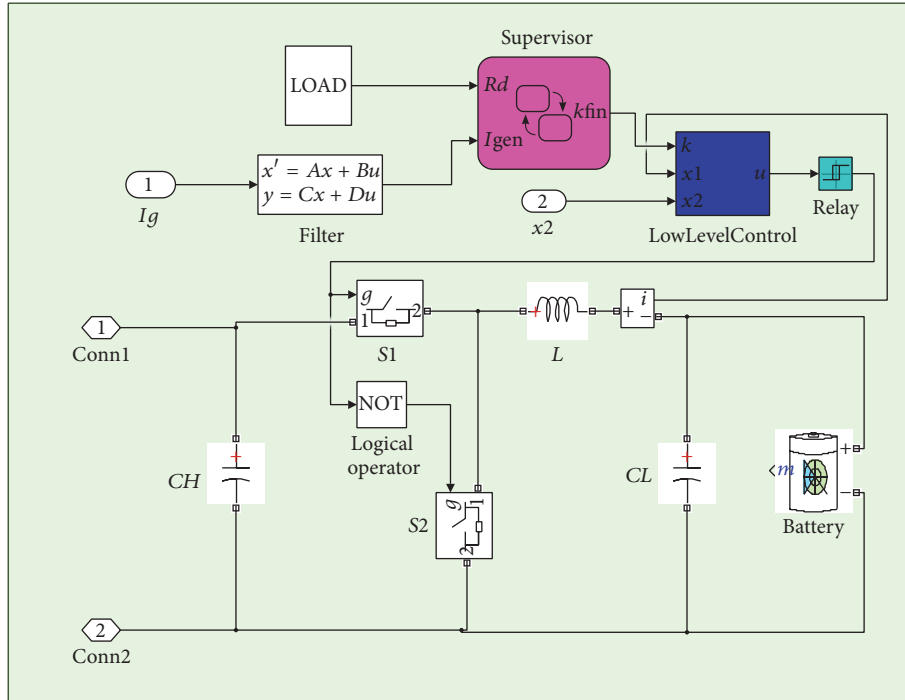 Supervisor
LOAD
Rd
kfin
Igen
x′ = Ax + Bu
y = Cx + Du
1
Ig
Filter
k
x1
x2
u
2
x2
LowLevelControl
Relay
g
1
2
S1
+
L
+
i
−
1
Conn1
NOT
Logical
operator
+
CH
g
1
2
S2
+
CL
<m
+
−
Battery
2
Conn2